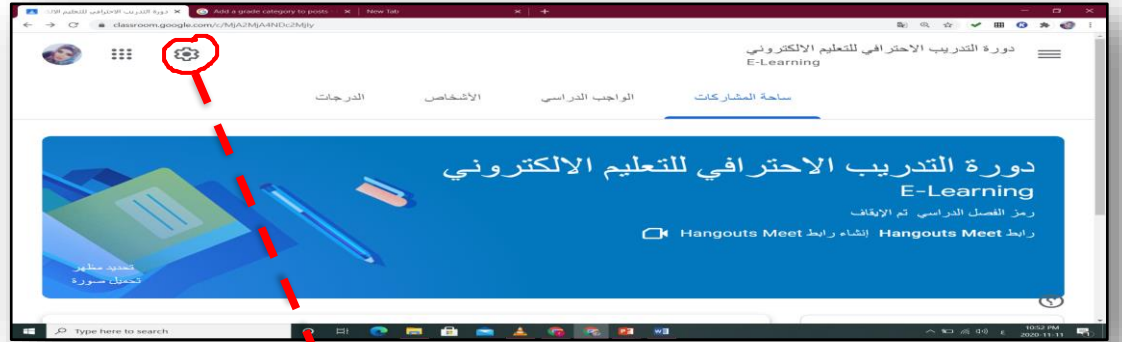 دورة التدريب الاحترافي للتعليم الا
Add a grade category to posts
New Tab
classroom.google.com/c/MjA2MjA4NDc2Mjly
دورة التدريب الاحترافي للتعليم الالكتروني
E-Learning
ساحة المشاركات
الواجب الدراسي
الأشخاص
الدرجات
دورة التدريب الاحترافي للتعليم الالكتروني
E-Learning
رمز الفصل الدراسي تم الإيقاف
رابط Hangouts Meet إنشاء رابط Hangouts Meet
تحديد مظهر
تحميل صورة
Type here to search
10:52 PM
2020-11-11